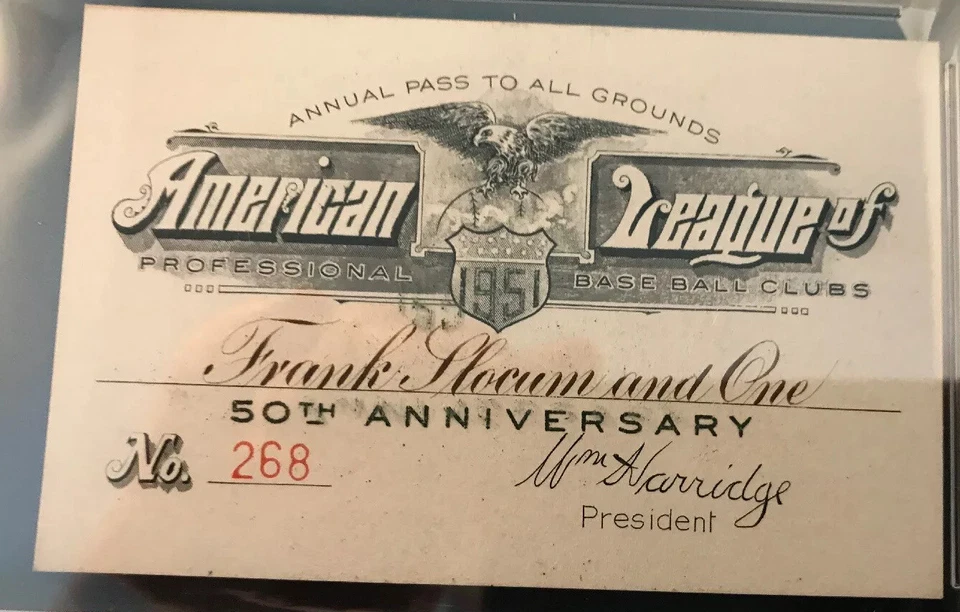 ANNUAL PASS TO ALL GROUNDS
American League of
PROFESSIONAL BASE BALL CLUBS
1951
Frank Slocum and One
50TH ANNIVERSARY
No. 268
Wm Harridge
President